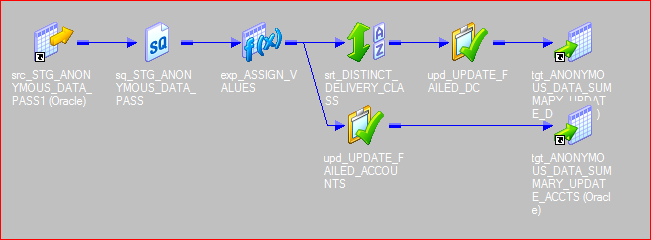 src_STG_ANON
YMOUS_DATA_
PASS1 (Oracle)
sq_STG_ANON
YMOUS_DATA_
PASS
exp_ASSIGN_V
ALUES
srt_DISTINCT_
DELIVERY_CLA
SS
upd_UPDATE_F
AILED_DC
tgt_ANONYMO
US_DATA_SUM
MARY_UPDAT
E_D )
SQ
f(x)
A
Z
upd_UPDATE_F
AILED_ACCOU
NTS
tgt_ANONYMO
US_DATA_SUM
MARY_UPDAT
E_ACCTS (Oracl
e)